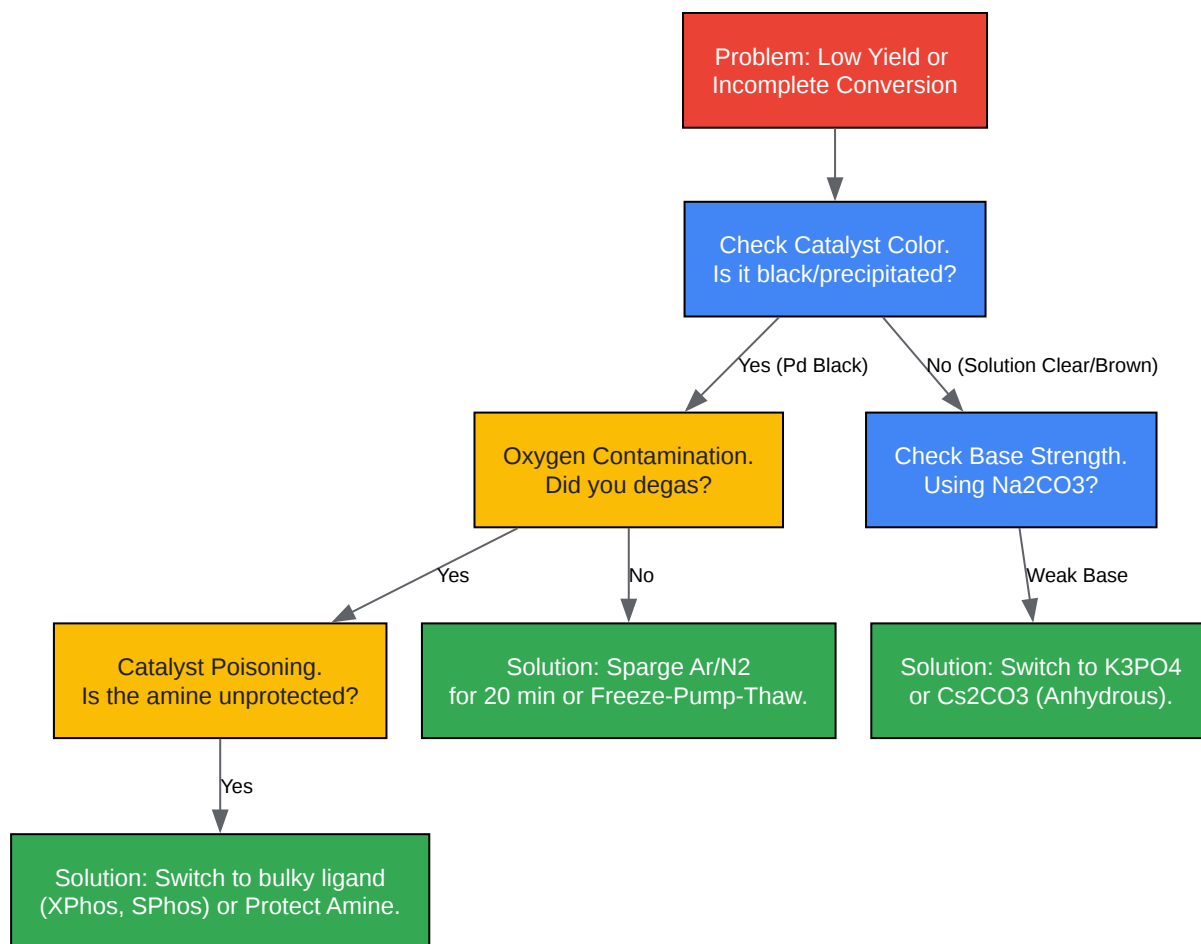 Problem: Low Yield or
Incomplete Conversion
Check Catalyst Color.
Is it black/precipitated?
Yes (Pd Black)
No (Solution Clear/Brown)
Oxygen Contamination.
Did you degas?
Check Base Strength.
Using Na2CO3?
Yes
No
Weak Base
Catalyst Poisoning.
Is the amine unprotected?
Solution: Sparge Ar/N2
for 20 min or Freeze-Pump-Thaw.
Solution: Switch to K3PO4
or Cs2CO3 (Anhydrous).
Yes
Solution: Switch to bulky ligand
(XPhos, SPhos) or Protect Amine.